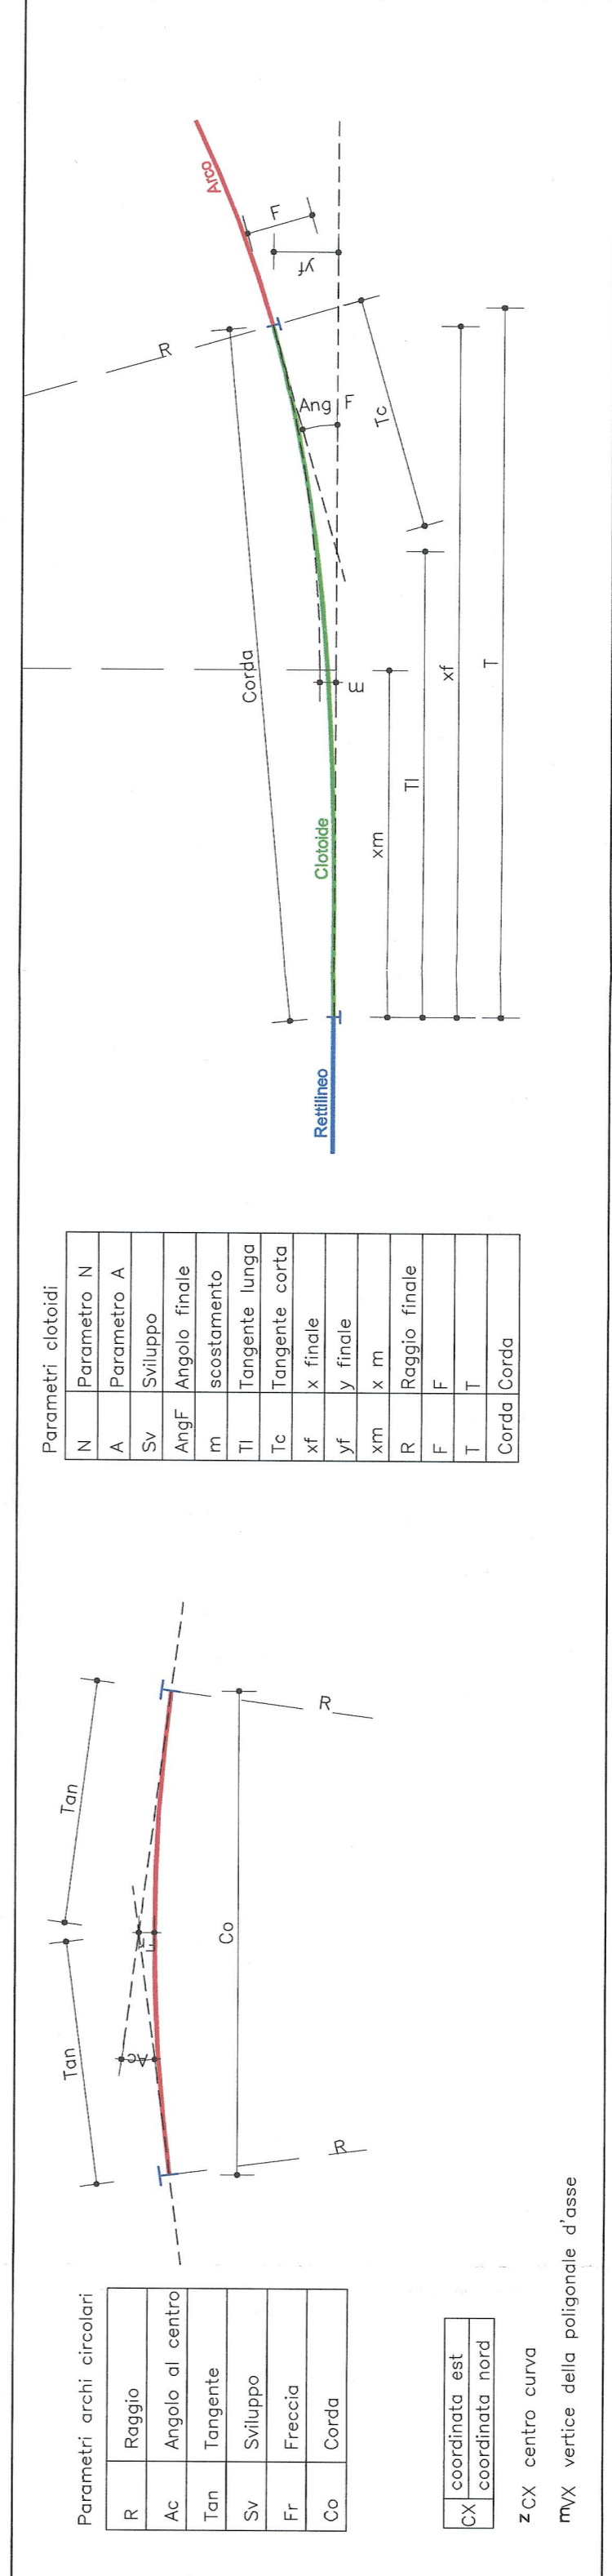 Parametri archi circolari
R Raggio
Ac Angolo al centro
Tan Tangente
Sv Sviluppo
Fr Freccia
Co Corda
CX coordinata est
coordinata nord
z CX centro curva
m VX vertice della poligonale d'asse
Tan
Tan
Ac
Fr
Co
R
R
Parametri clotoidi
N Parametro N
A Parametro A
Sv Sviluppo
AngF Angolo finale
m scostamento
Tl Tangente lunga
Tc Tangente corta
xf x finale
yf y finale
xm x m
R Raggio finale
F F
T T
Corda Corda
Rettilineo
Clotoide
Arco
Corda
R
Ang F
F
yf
m
Tc
xm
Tl
xf
T